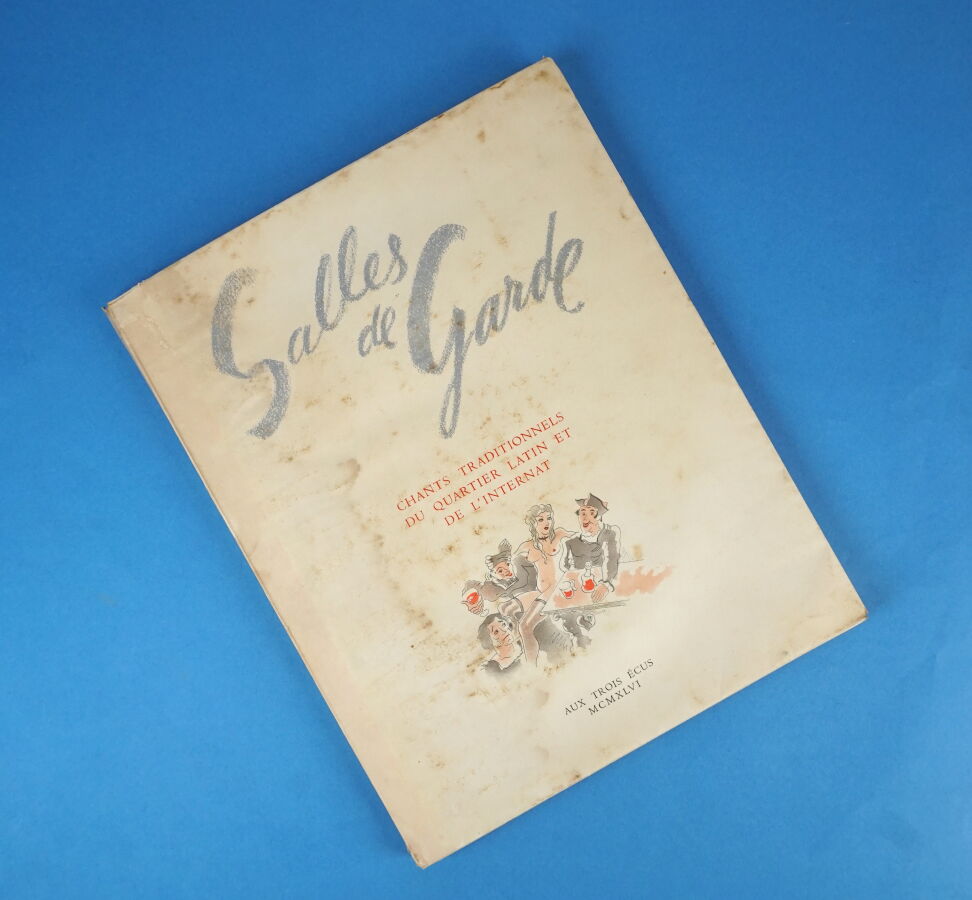 Salles
de Garde
CHANTS TRADITIONNELS
DU QUARTIER LATIN ET
DE L'INTERNAT
AUX TROIS ÉCUS
MCMXLVI